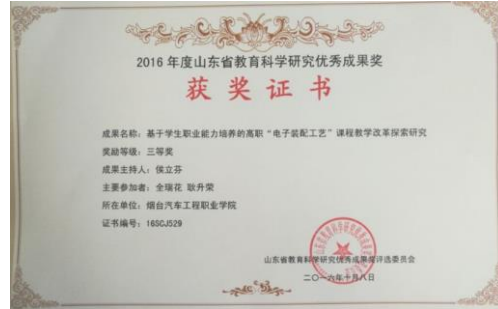 2016 年度山东省教育科学研究优秀成果奖
获奖证书
成果名称：基于学生职业能力培养的高职“电子装配工艺”课程教学改革探索研究
奖励等级：三等奖
成果主持人：侯立芬
主要参加者：全瑞花 耿升荣
所在单位：烟台汽车工程职业学院
证书编号：16SCJ529
山东省教育科学研究优秀成果奖评选委员会
二〇一六年十月八日